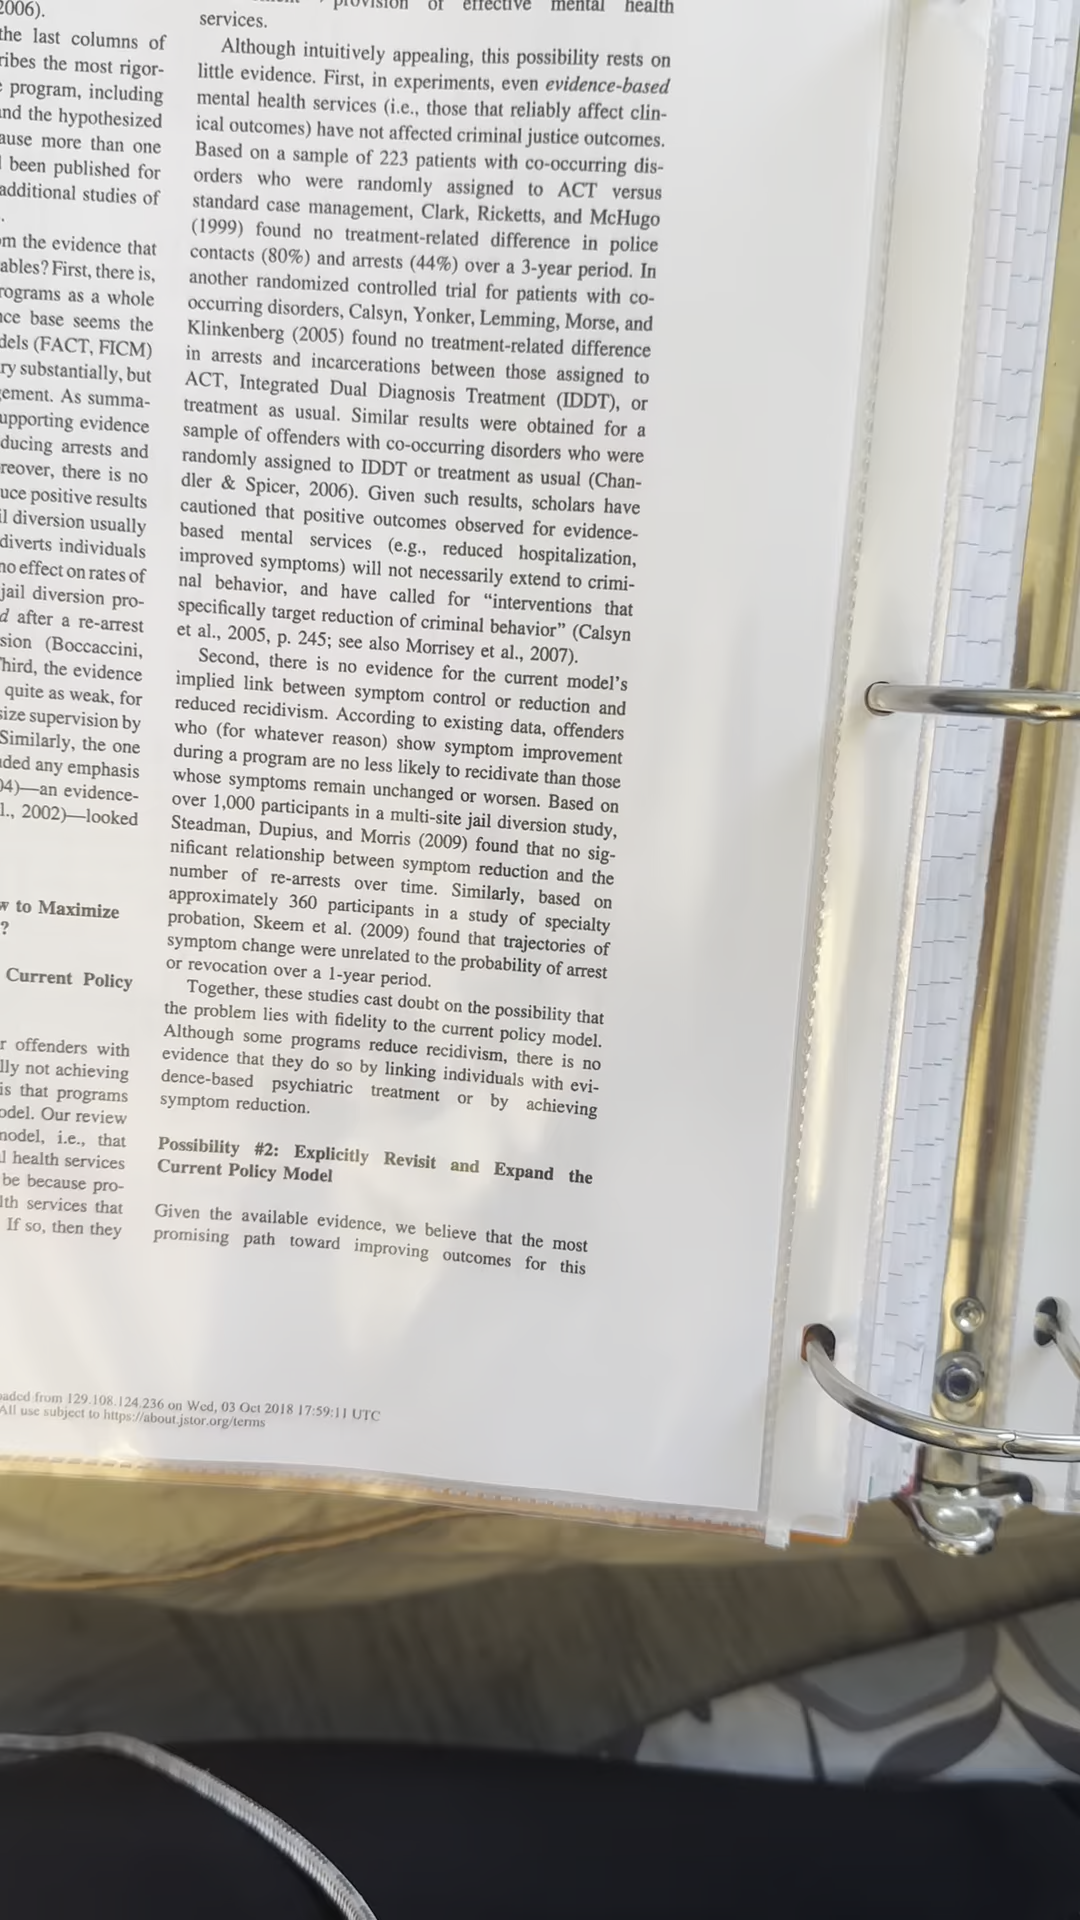 2006).
the last columns of
ribes the most rigor-
program, including
nd the hypothesized
ause more than one
been published for
additional studies of
.
om the evidence that
ables? First, there is,
rograms as a whole
nce base seems the
dels (FACT, FICM)
ry substantially, but
gement. As summa-
upporting evidence
ducing arrests and
reover, there is no
uce positive results
il diversion usually
diverts individuals
no effect on rates of
jail diversion pro-
d after a re-arrest
sion (Boccaccini,
Third, the evidence
quite as weak, for
size supervision by
Similarly, the one
ded any emphasis
04)—an evidence-
l., 2002)—looked
w to Maximize
?
Current Policy
r offenders with
lly not achieving
is that programs
odel. Our review
model, i.e., that
l health services
be because pro-
lth services that
If so, then they
provision of effective mental health
services.
Although intuitively appealing, this possibility rests on
little evidence. First, in experiments, even evidence-based
mental health services (i.e., those that reliably affect clin-
ical outcomes) have not affected criminal justice outcomes.
Based on a sample of 223 patients with co-occurring dis-
orders who were randomly assigned to ACT versus
standard case management, Clark, Ricketts, and McHugo
(1999) found no treatment-related difference in police
contacts (80%) and arrests (44%) over a 3-year period. In
another randomized controlled trial for patients with co-
occurring disorders, Calsyn, Yonker, Lemming, Morse, and
Klinkenberg (2005) found no treatment-related difference
in arrests and incarcerations between those assigned to
ACT, Integrated Dual Diagnosis Treatment (IDDT), or
treatment as usual. Similar results were obtained for a
sample of offenders with co-occurring disorders who were
randomly assigned to IDDT or treatment as usual (Chan-
dler & Spicer, 2006). Given such results, scholars have
cautioned that positive outcomes observed for evidence-
based mental services (e.g., reduced hospitalization,
improved symptoms) will not necessarily extend to crimi-
nal behavior, and have called for “interventions that
specifically target reduction of criminal behavior” (Calsyn
et al., 2005, p. 245; see also Morrisey et al., 2007).
Second, there is no evidence for the current model’s
implied link between symptom control or reduction and
reduced recidivism. According to existing data, offenders
who (for whatever reason) show symptom improvement
during a program are no less likely to recidivate than those
whose symptoms remain unchanged or worsen. Based on
over 1,000 participants in a multi-site jail diversion study,
Steadman, Dupius, and Morris (2009) found that no sig-
nificant relationship between symptom reduction and the
number of re-arrests over time. Similarly, based on
approximately 360 participants in a study of specialty
probation, Skeem et al. (2009) found that trajectories of
symptom change were unrelated to the probability of arrest
or revocation over a 1-year period.
Together, these studies cast doubt on the possibility that
the problem lies with fidelity to the current policy model.
Although some programs reduce recidivism, there is no
evidence that they do so by linking individuals with evi-
dence-based psychiatric treatment or by achieving
symptom reduction.
Possibility #2: Explicitly Revisit and Expand the
Current Policy Model
Given the available evidence, we believe that the most
promising path toward improving outcomes for this
aded from 129.108.124.236 on Wed, 03 Oct 2018 17:59:11 UTC
All use subject to https://about.jstor.org/terms